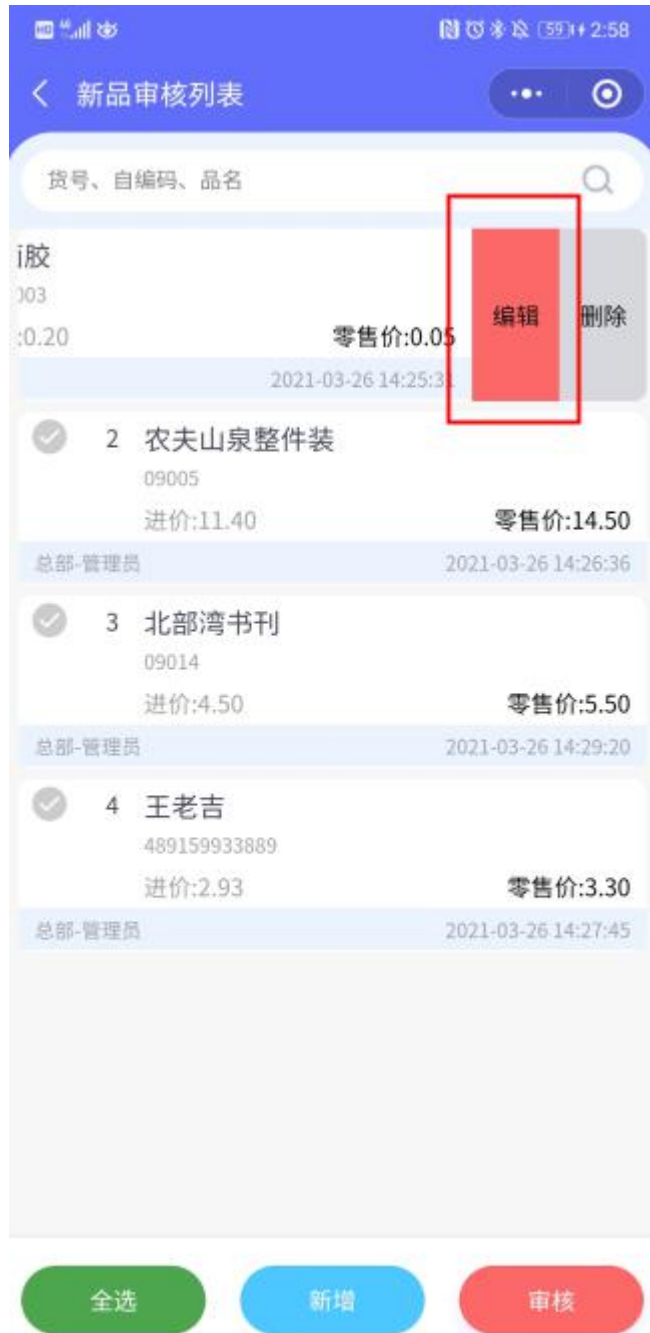 HD 59 2:58
新品审核列表
货号、自编码、品名
胶
003
:0.20 零售价:0.05
2021-03-26 14:25:31
编辑 删除
2 农夫山泉整件装
09005
进价:11.40 零售价:14.50
总部-管理员 2021-03-26 14:26:36
3 北部湾书刊
09014
进价:4.50 零售价:5.50
总部-管理员 2021-03-26 14:29:20
4 王老吉
489159933889
进价:2.93 零售价:3.30
总部-管理员 2021-03-26 14:27:45
全选 新增 审核